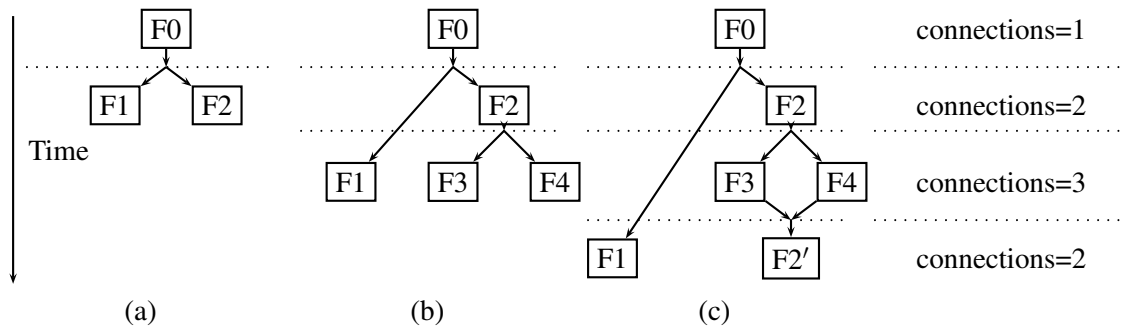 F0 F0 F0 connections=1
F1 F2 F2 F2 connections=2
Time
F1 F3 F4 F3 F4 connections=3
F1 F2′ connections=2
(a) (b) (c)